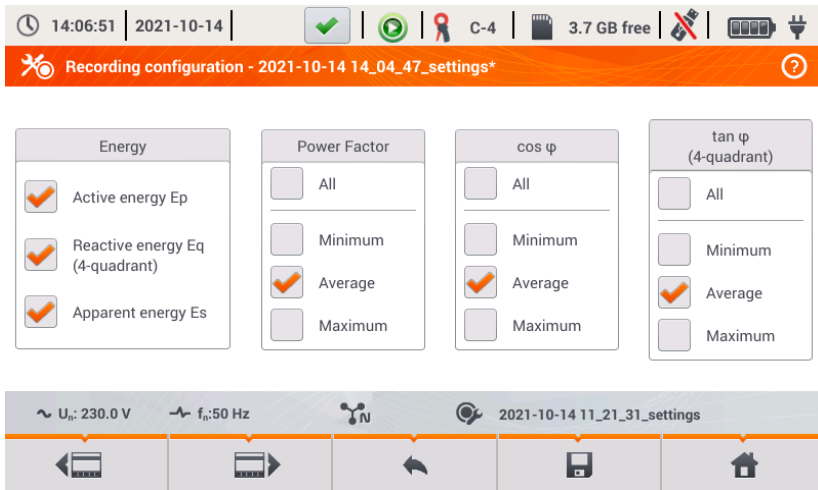 14:06:51 2021-10-14 C-4 3.7 GB free
Recording configuration - 2021-10-14 14_04_47_settings* ?
Energy
Active energy Ep
Reactive energy Eq
(4-quadrant)
Apparent energy Es
Power Factor
All
Minimum
Average
Maximum
cos φ
All
Minimum
Average
Maximum
tan φ
(4-quadrant)
All
Minimum
Average
Maximum
Uₙ: 230.0 V fₙ:50 Hz N 2021-10-14 11_21_31_settings